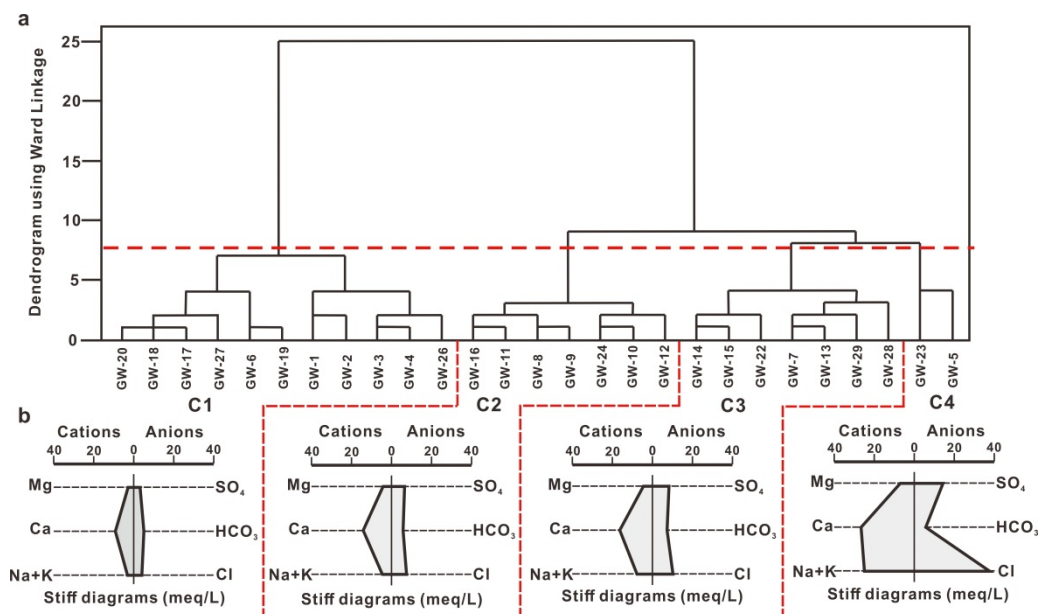 a
Dendrogram using Ward Linkage
25
20
15
10
5
0
GW-20 GW-18 GW-17 GW-27 GW-6 GW-19 GW-1 GW-2 GW-3 GW-4 GW-26 GW-16 GW-11 GW-8 GW-9 GW-24 GW-10 GW-12 GW-14 GW-15 GW-22 GW-7 GW-13 GW-29 GW-28 GW-23 GW-5
C1 C2 C3 C4
b
Cations Anions
40 20 0 20 40
Mg SO₄
Ca HCO₃
Na+K Cl
Stiff diagrams (meq/L)
Cations Anions
40 20 0 20 40
Mg SO₄
Ca HCO₃
Na+K Cl
Stiff diagrams (meq/L)
Cations Anions
40 20 0 20 40
Mg SO₄
Ca HCO₃
Na+K Cl
Stiff diagrams (meq/L)
Cations Anions
40 20 0 20 40
Mg SO₄
Ca HCO₃
Na+K Cl
Stiff diagrams (meq/L)